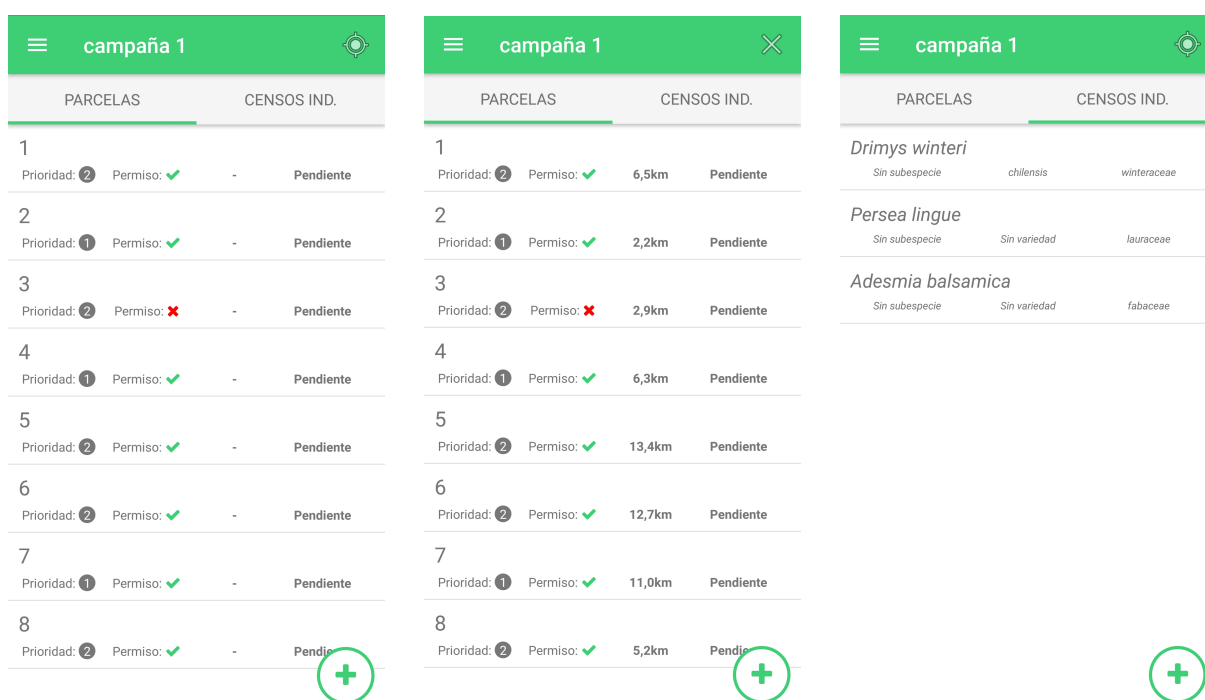 campaña 1
PARCELAS CENSOS IND.
1
Prioridad: 2 Permiso: - Pendiente
2
Prioridad: 1 Permiso: - Pendiente
3
Prioridad: 2 Permiso: - Pendiente
4
Prioridad: 1 Permiso: - Pendiente
5
Prioridad: 2 Permiso: - Pendiente
6
Prioridad: 2 Permiso: - Pendiente
7
Prioridad: 1 Permiso: - Pendiente
8
Prioridad: 2 Permiso: - Pendie
campaña 1
PARCELAS CENSOS IND.
1
Prioridad: 2 Permiso: 6,5km Pendiente
2
Prioridad: 1 Permiso: 2,2km Pendiente
3
Prioridad: 2 Permiso: 2,9km Pendiente
4
Prioridad: 1 Permiso: 6,3km Pendiente
5
Prioridad: 2 Permiso: 13,4km Pendiente
6
Prioridad: 2 Permiso: 12,7km Pendiente
7
Prioridad: 1 Permiso: 11,0km Pendiente
8
Prioridad: 2 Permiso: 5,2km Pendie
campaña 1
PARCELAS CENSOS IND.
Drimys winteri
Sin subespecie chilensis winteraceae
Persea lingue
Sin subespecie Sin variedad lauraceae
Adesmia balsamica
Sin subespecie Sin variedad fabaceae